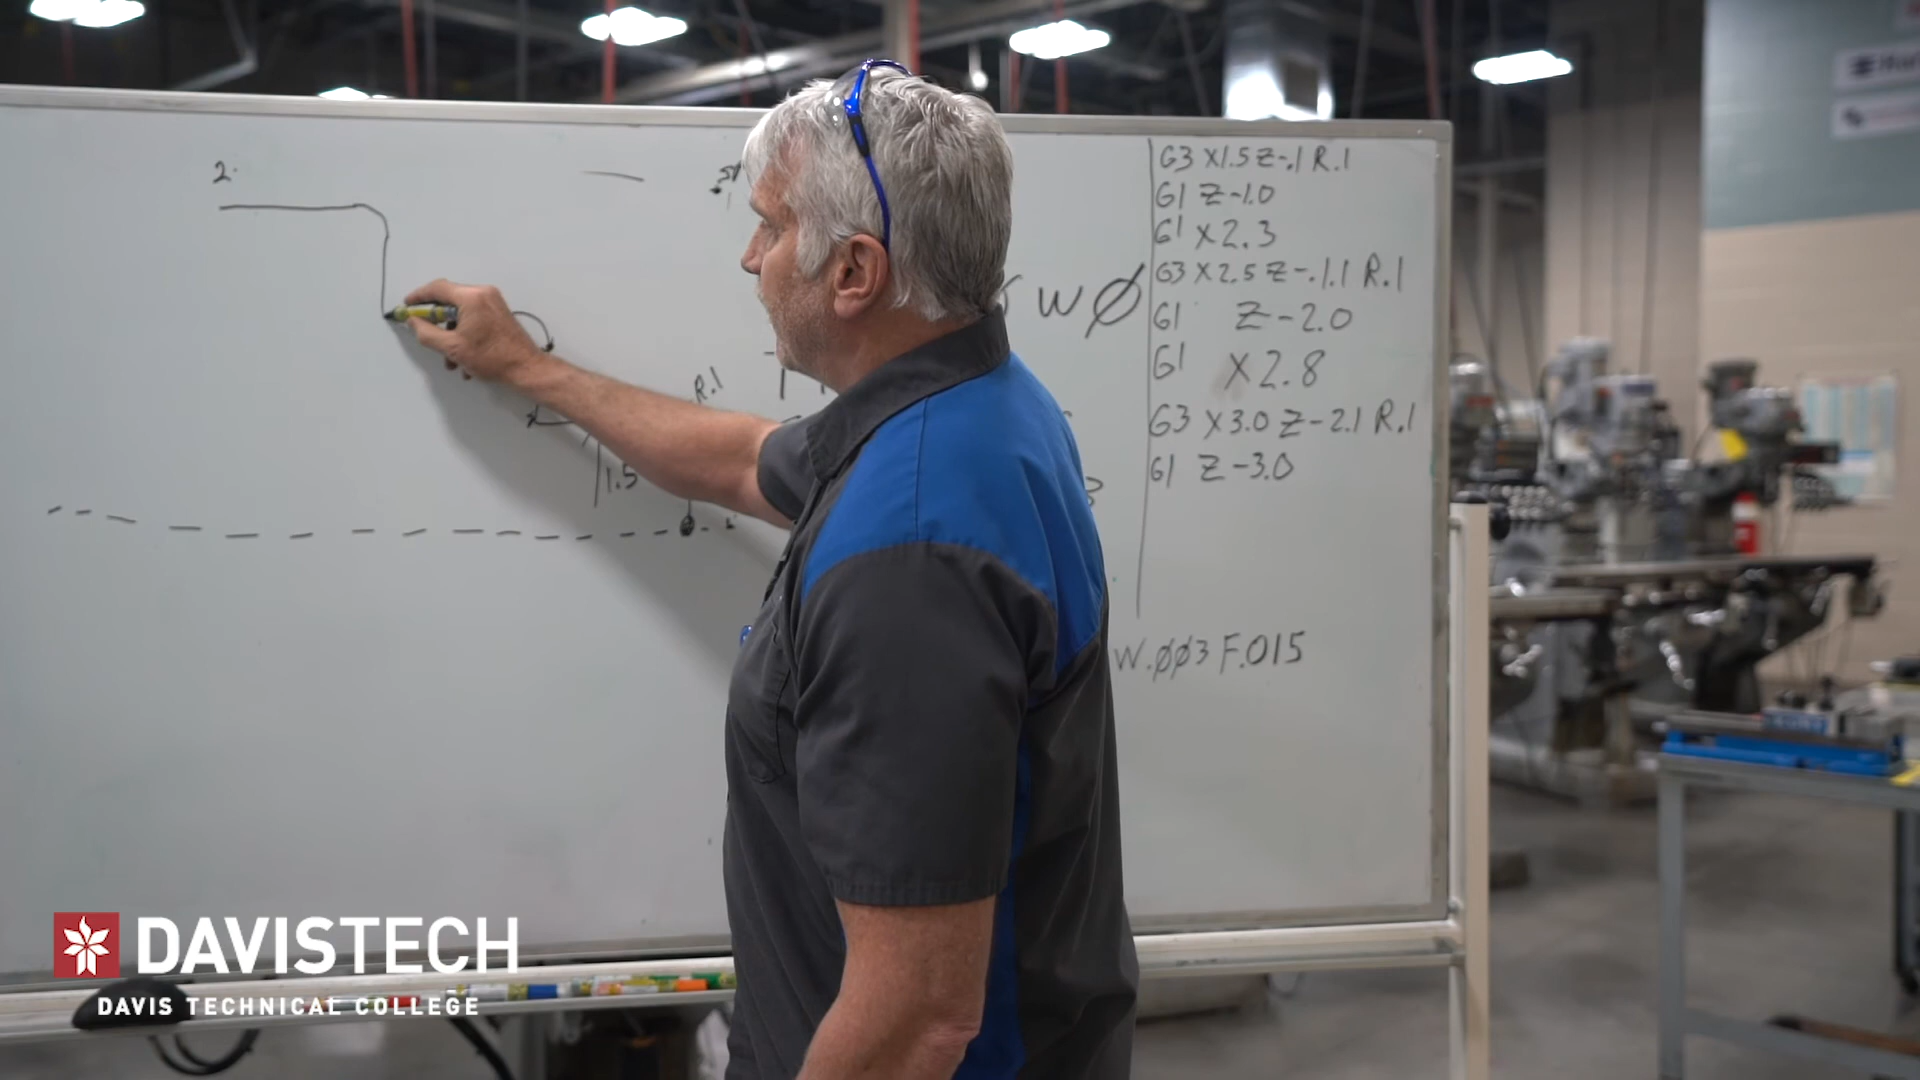 2.
G3 X1.5 Z-.1 R.1
G1 Z-1.0
G1 X2.3
G3 X2.5 Z-.1.1 R.1
W0
G1 Z-2.0
G1 X2.8
R.1
G3 X3.0 Z-2.1 R.1
G1 Z-3.0
1.5
W.003 F.015
DAVISTECH
DAVIS TECHNICAL COLLEGE